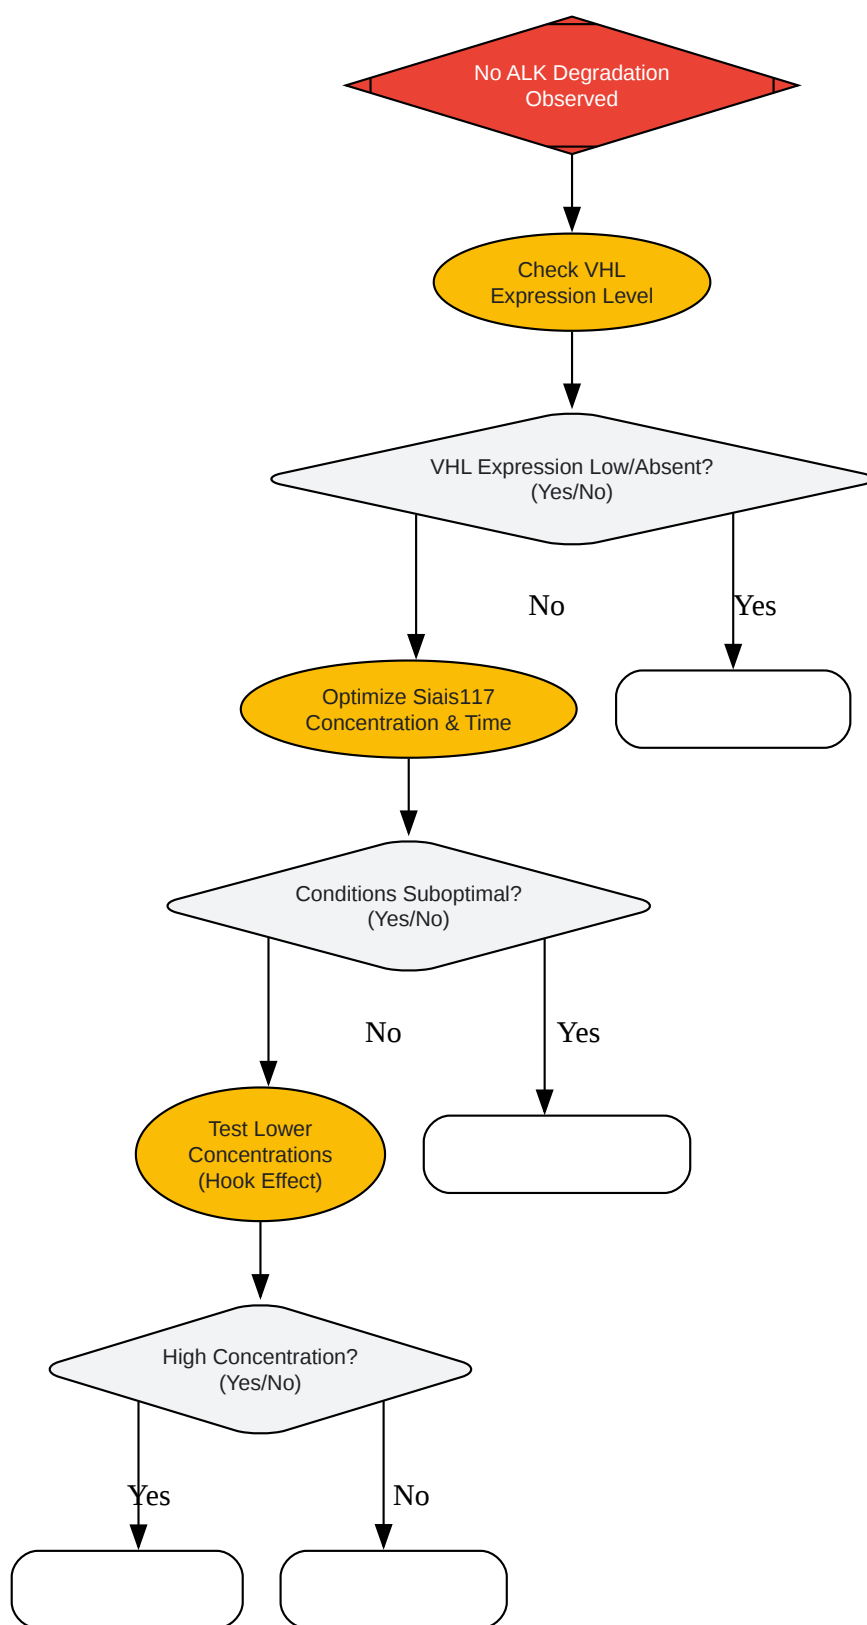 No ALK Degradation
Observed
Check VHL
Expression Level
VHL Expression Low/Absent?
(Yes/No)
No
Yes
Optimize Siais117
Concentration & Time
Conditions Suboptimal?
(Yes/No)
No
Yes
Test Lower
Concentrations
(Hook Effect)
High Concentration?
(Yes/No)
Yes
No